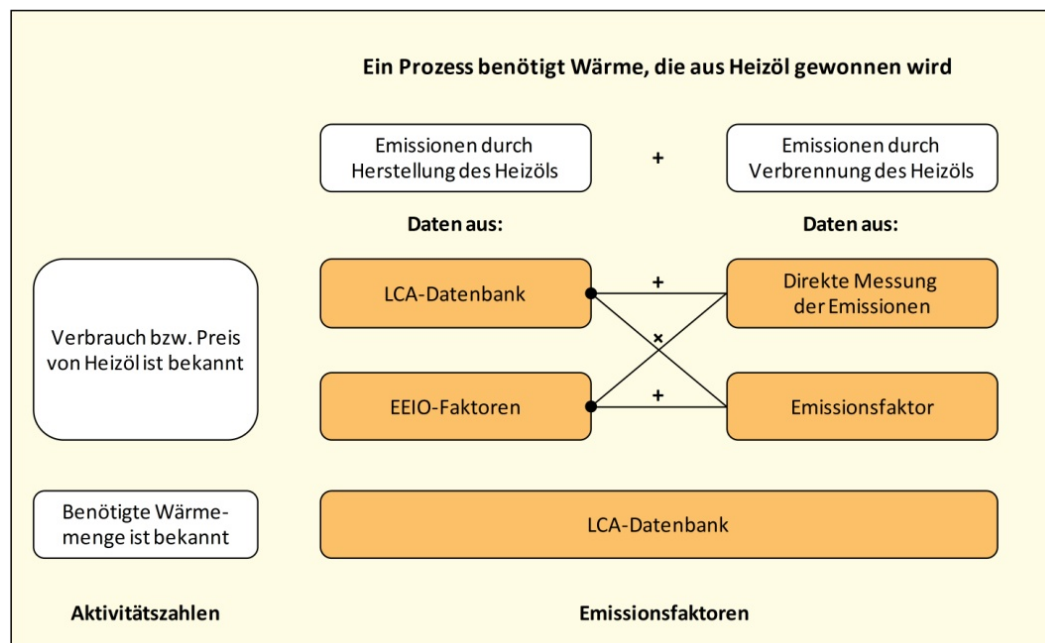 Ein Prozess benötigt Wärme, die aus Heizöl gewonnen wird
Emissionen durch
Herstellung des Heizöls
+
Emissionen durch
Verbrennung des Heizöls
Daten aus:
Daten aus:
Verbrauch bzw. Preis
von Heizöl ist bekannt
LCA-Datenbank
+
Direkte Messung
der Emissionen
×
EEIO-Faktoren
+
Emissionsfaktor
Benötigte Wärme-
menge ist bekannt
LCA-Datenbank
Aktivitätszahlen
Emissionsfaktoren